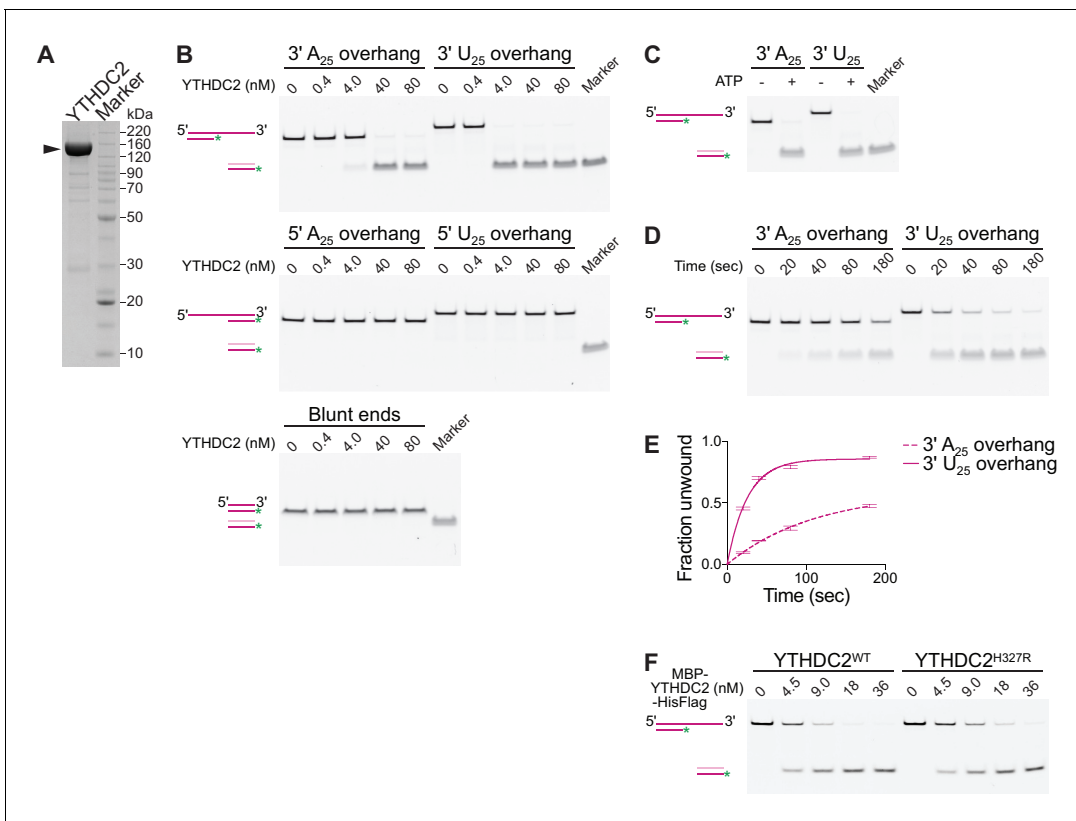 A
YTHDC2
Marker
kDa
220
160
120
90
70
50
30
20
10
B
3' A25 overhang 3' U25 overhang
YTHDC2 (nM) 0 0.4 4.0 40 80 0 0.4 4.0 40 80 Marker
5' 3'
*
*
5' A25 overhang 5' U25 overhang
YTHDC2 (nM) 0 0.4 4.0 40 80 0 0.4 4.0 40 80 Marker
5' 3'
*
*
Blunt ends
YTHDC2 (nM) 0 0.4 4.0 40 80 Marker
5' 3'
*
*
C
3' A25 3' U25
ATP - + - + Marker
5' 3'
*
*
D
3' A25 overhang 3' U25 overhang
Time (sec) 0 20 40 80 180 0 20 40 80 180
5' 3'
*
*
E
Fraction unwound
1.0
0.5
0.0
0 100 200
Time (sec)
3' A25 overhang
3' U25 overhang
F
YTHDC2WT YTHDC2H327R
MBP-
YTHDC2 (nM) 0 4.5 9.0 18 36 0 4.5 9.0 18 36
-HisFlag
5' 3'
*
*